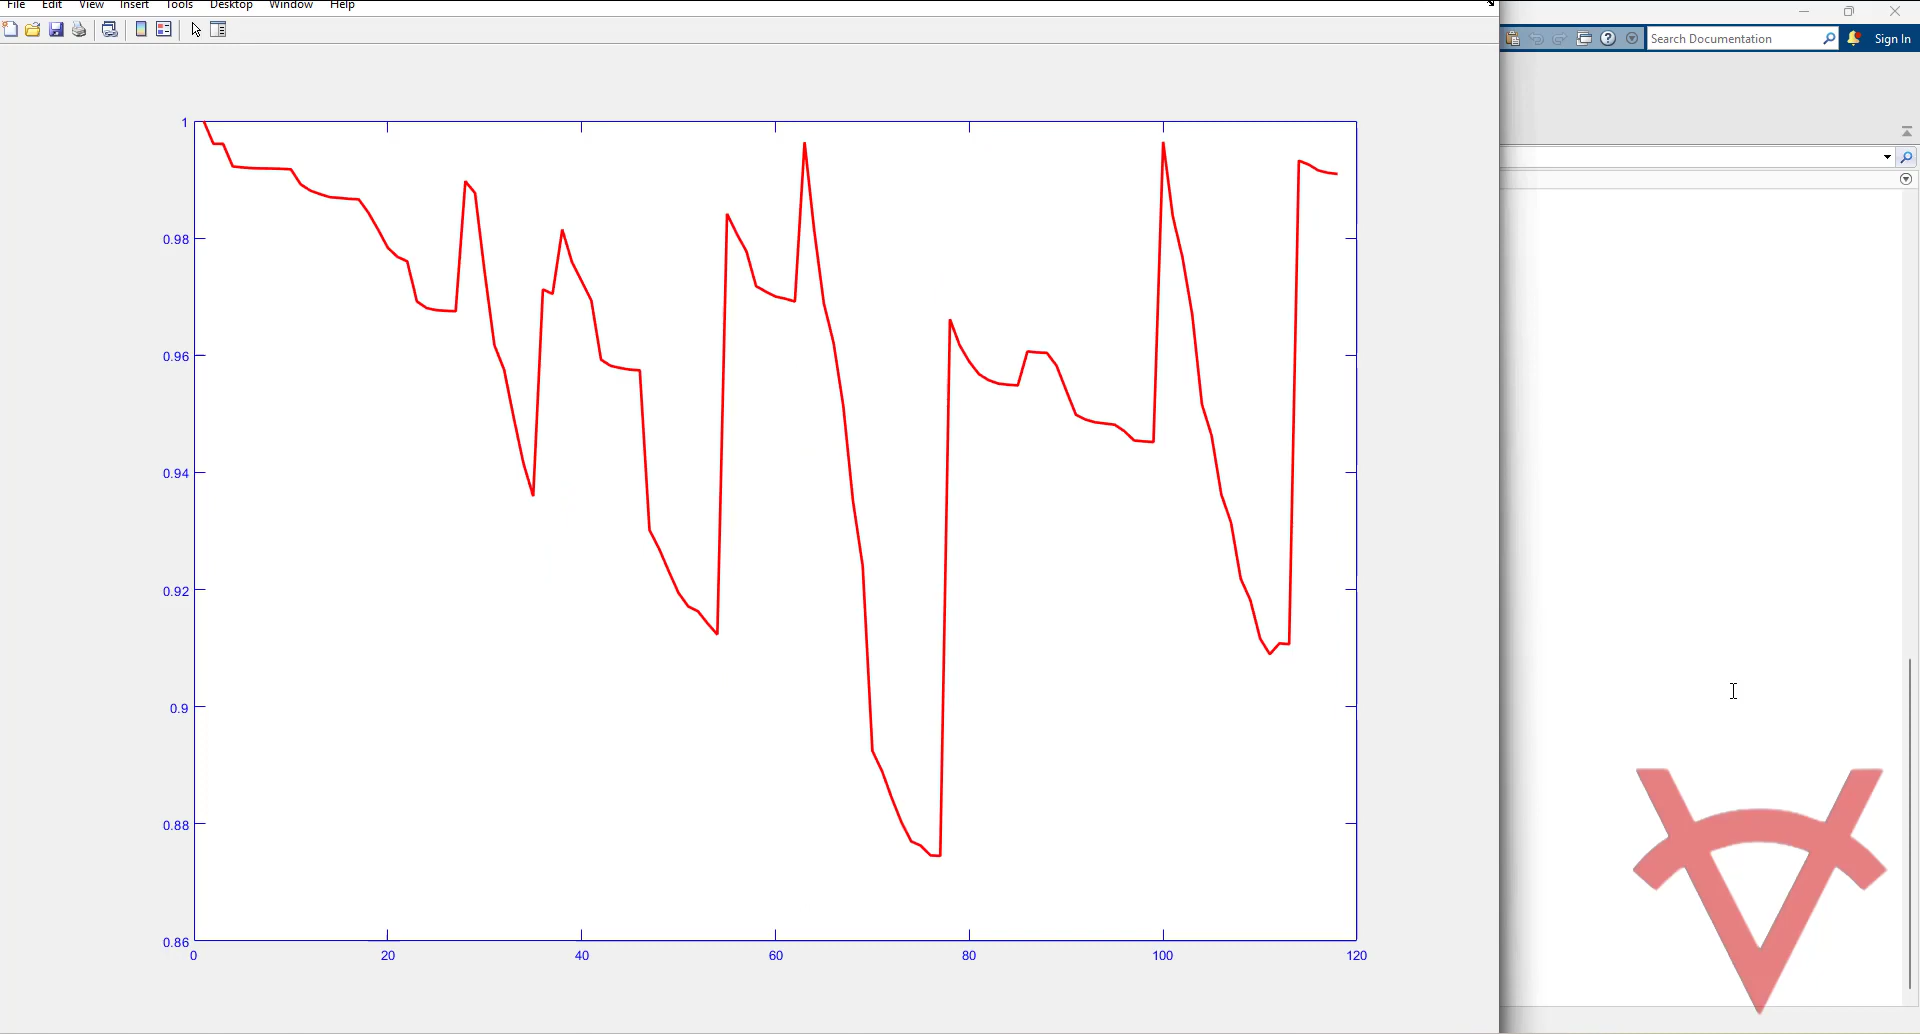 File Edit View Insert Tools Desktop Window Help
Search Documentation
Sign In
1
0.98
0.96
0.94
0.92
0.9
0.88
0.86
0 20 40 60 80 100 120